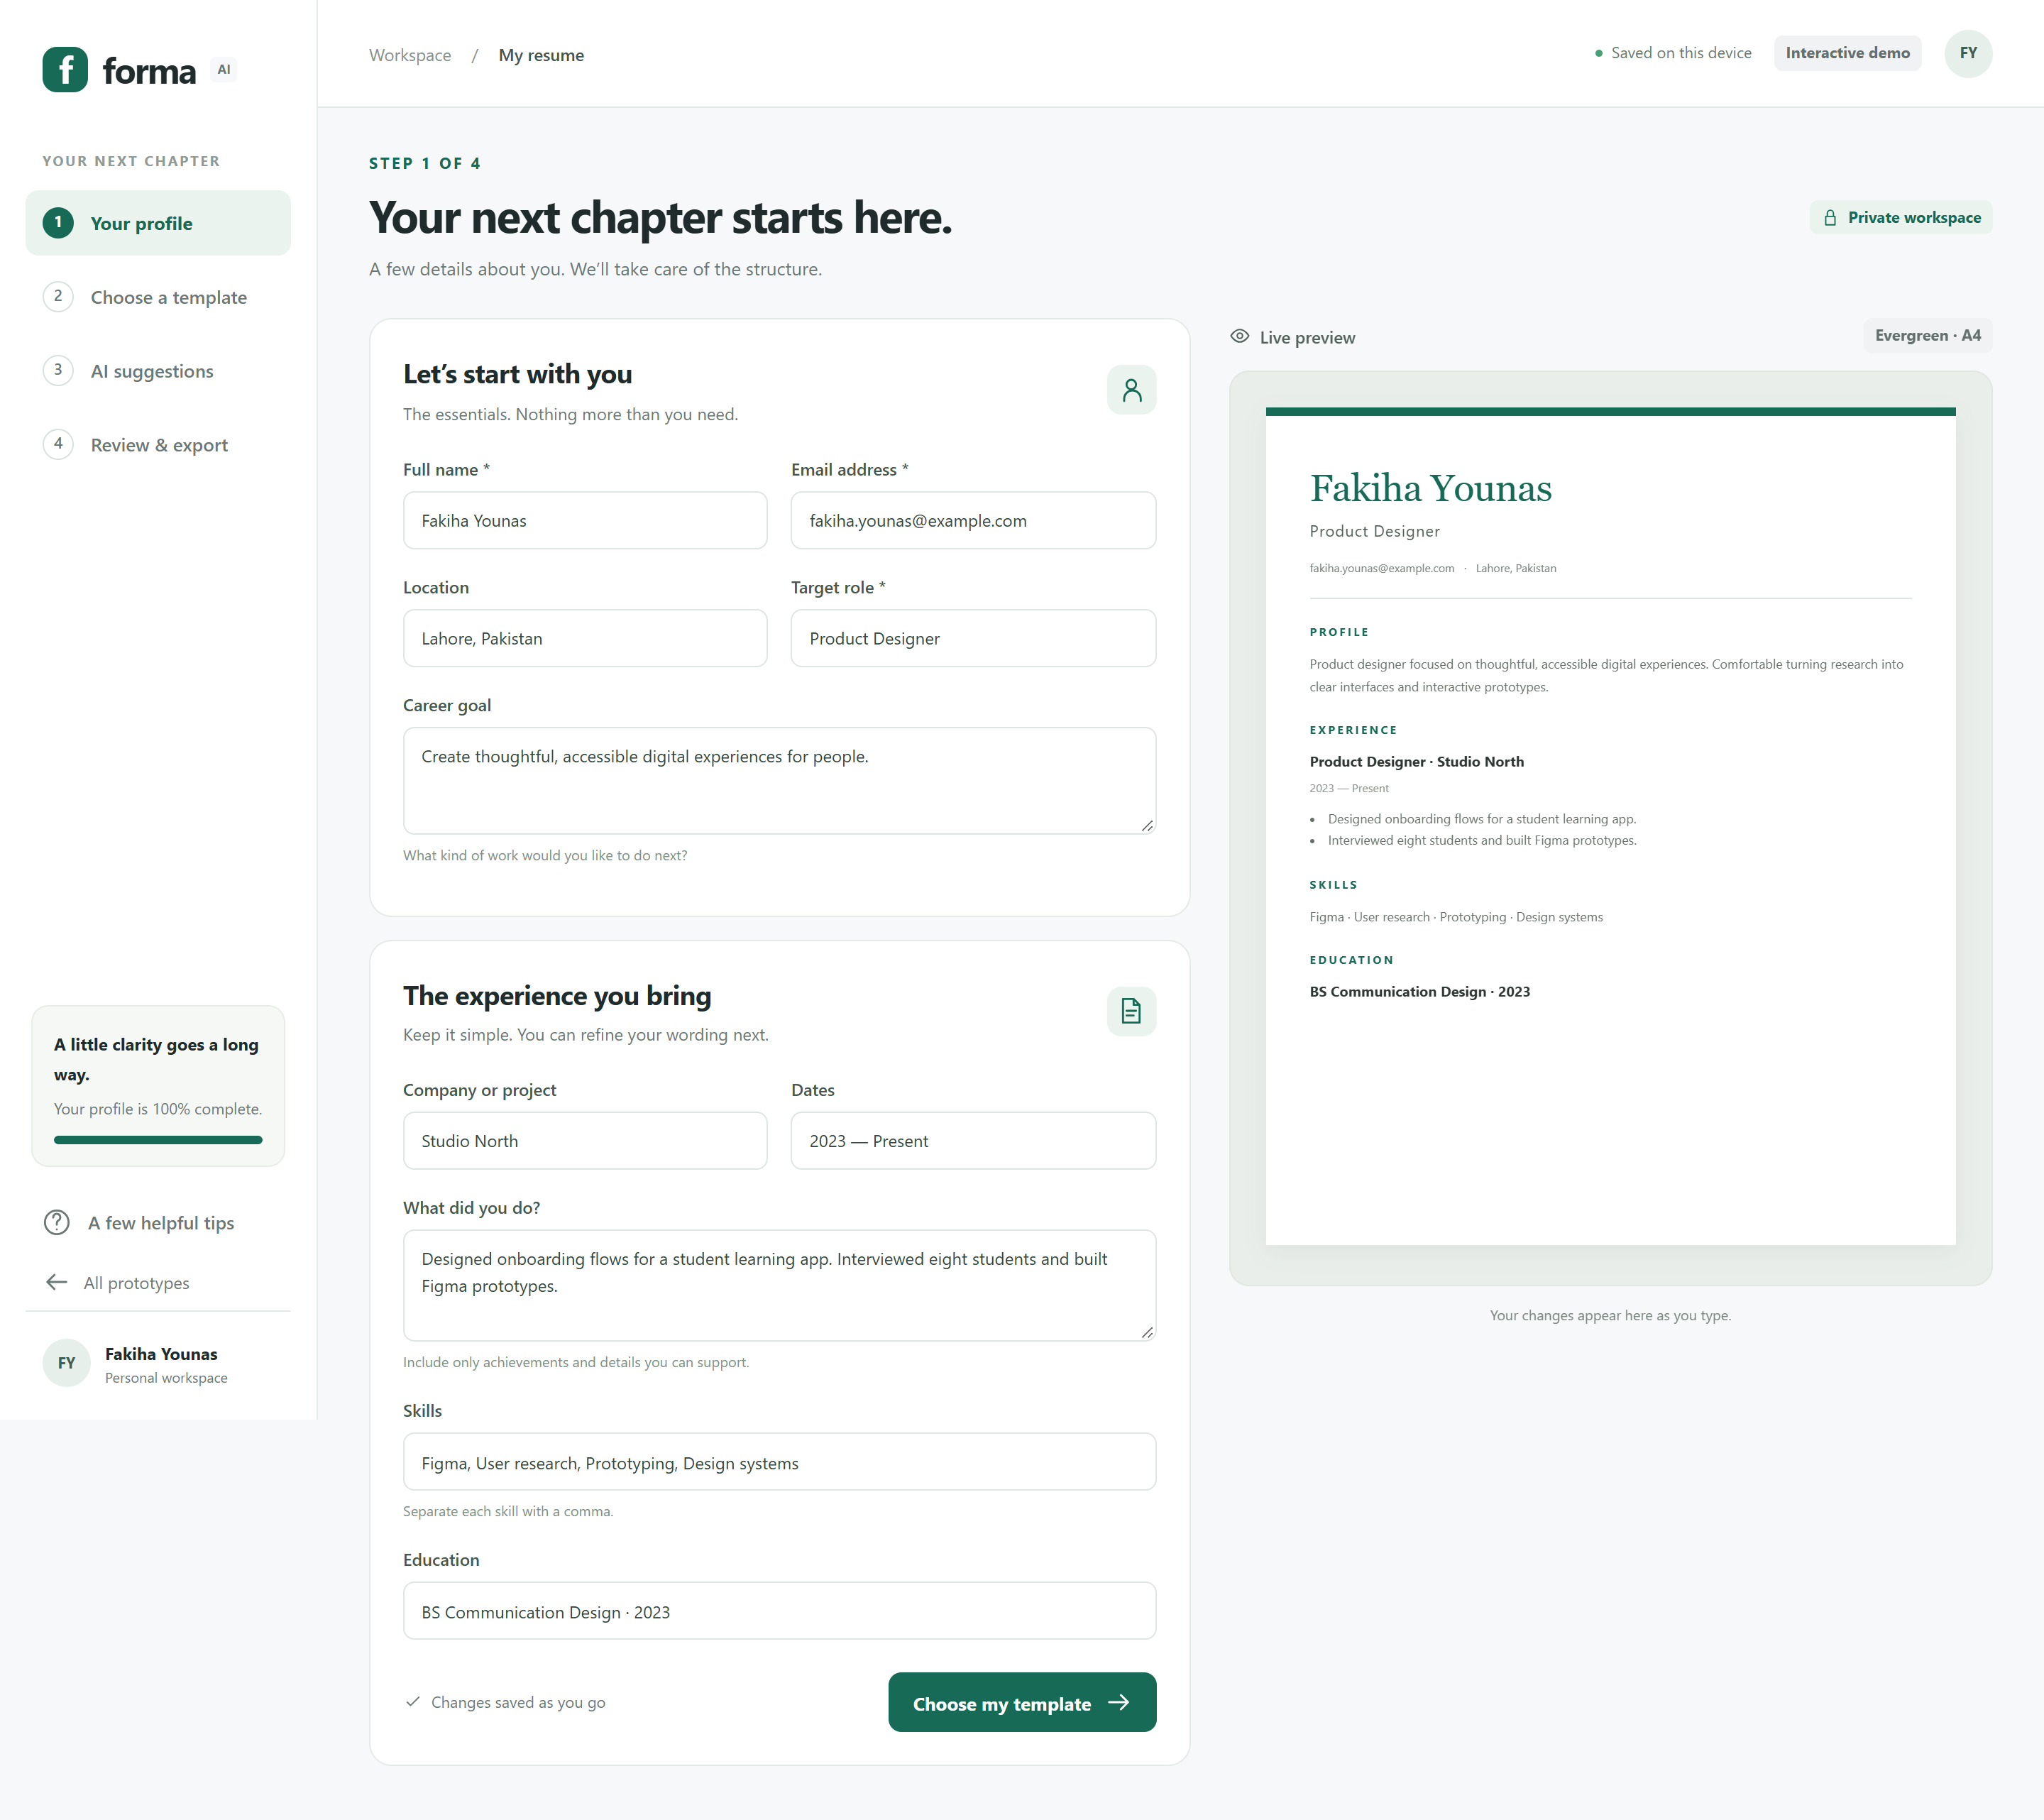 f forma AI
YOUR NEXT CHAPTER
1 Your profile
2 Choose a template
3 AI suggestions
4 Review & export
A little clarity goes a long
way.
Your profile is 100% complete.
A few helpful tips
All prototypes
FY
Fakiha Younas
Personal workspace
Workspace / My resume
Saved on this device
Interactive demo
FY
STEP 1 OF 4
Your next chapter starts here.
A few details about you. We’ll take care of the structure.
Private workspace
Let’s start with you
The essentials. Nothing more than you need.
Full name *
Fakiha Younas
Email address *
fakiha.younas@example.com
Location
Lahore, Pakistan
Target role *
Product Designer
Career goal
Create thoughtful, accessible digital experiences for people.
What kind of work would you like to do next?
The experience you bring
Keep it simple. You can refine your wording next.
Company or project
Studio North
Dates
2023 — Present
What did you do?
Designed onboarding flows for a student learning app. Interviewed eight students and built
Figma prototypes.
Include only achievements and details you can support.
Skills
Figma, User research, Prototyping, Design systems
Separate each skill with a comma.
Education
BS Communication Design · 2023
Changes saved as you go
Choose my template
Live preview
Evergreen · A4
Fakiha Younas
Product Designer
fakiha.younas@example.com · Lahore, Pakistan
PROFILE
Product designer focused on thoughtful, accessible digital experiences. Comfortable turning research into
clear interfaces and interactive prototypes.
EXPERIENCE
Product Designer · Studio North
2023 — Present
• Designed onboarding flows for a student learning app.
• Interviewed eight students and built Figma prototypes.
SKILLS
Figma · User research · Prototyping · Design systems
EDUCATION
BS Communication Design · 2023
Your changes appear here as you type.